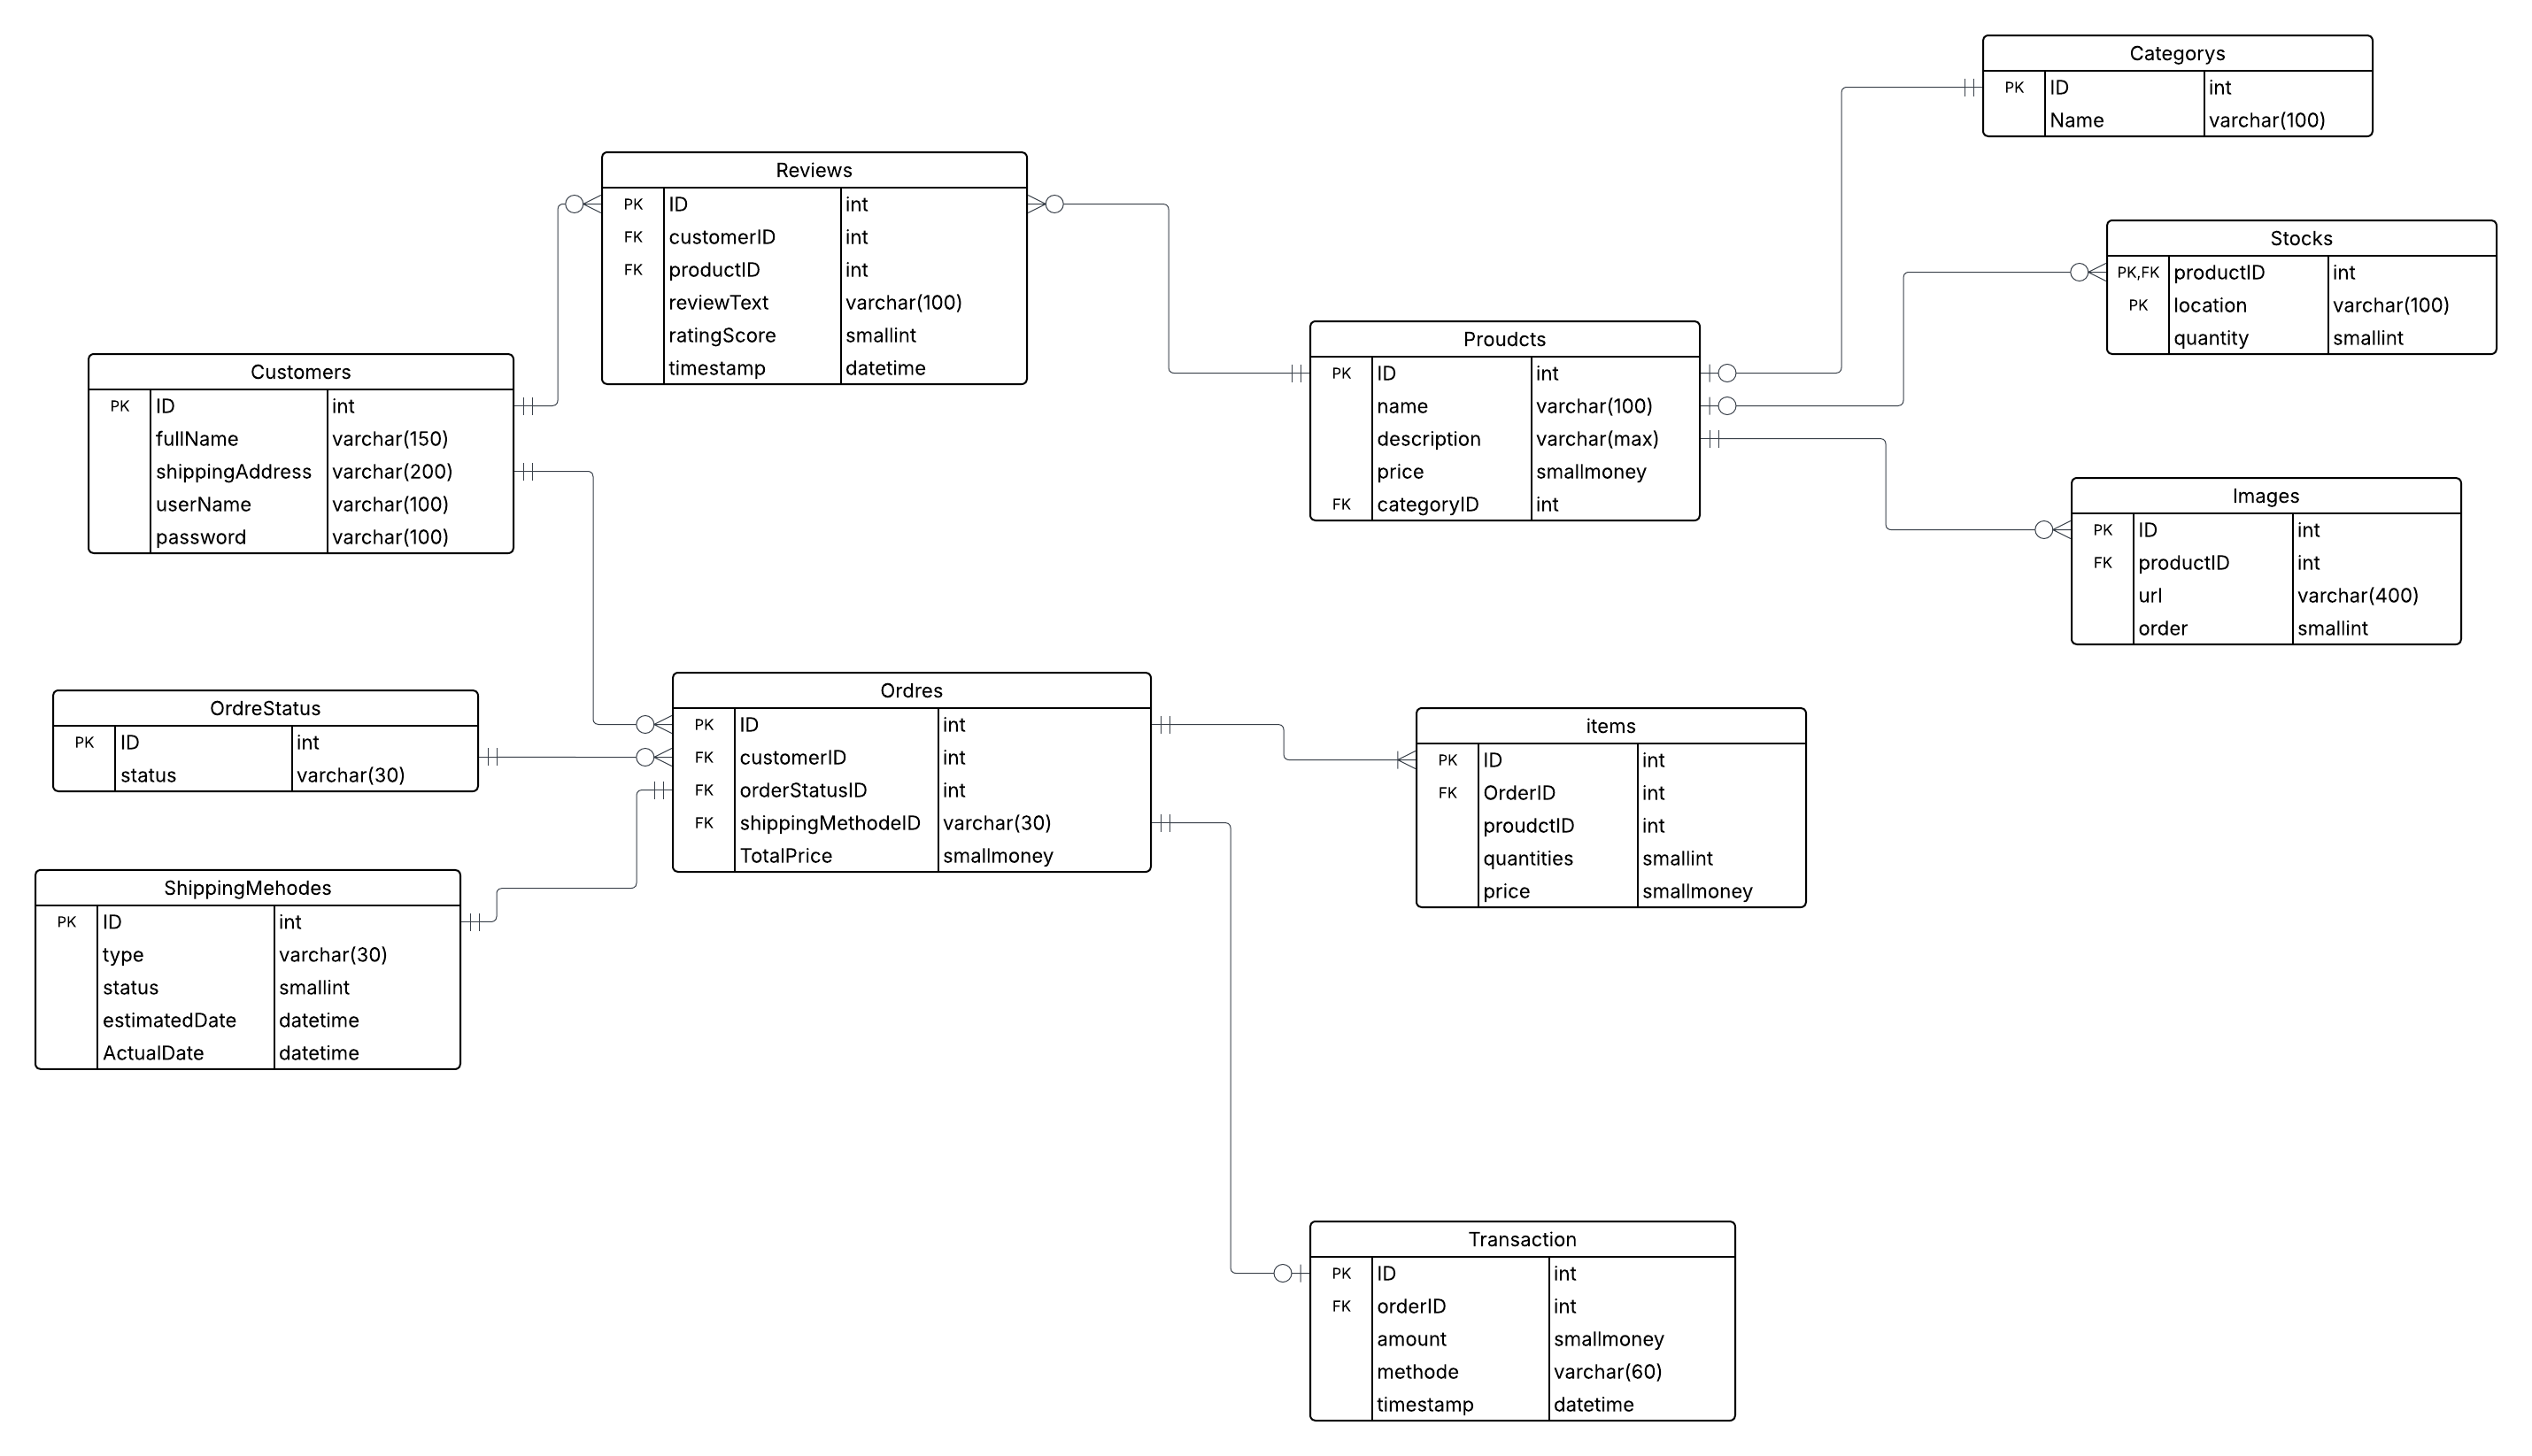 Categorys
PK ID int
Name varchar(100)
Reviews
PK ID int
FK customerID int
FK productID int
reviewText varchar(100)
ratingScore smallint
timestamp datetime
Stocks
PK,FK productID int
PK location varchar(100)
quantity smallint
Proudcts
PK ID int
name varchar(100)
description varchar(max)
price smallmoney
FK categoryID int
Customers
PK ID int
fullName varchar(150)
shippingAddress varchar(200)
userName varchar(100)
password varchar(100)
Images
PK ID int
FK productID int
url varchar(400)
order smallint
OrdreStatus
PK ID int
status varchar(30)
Ordres
PK ID int
FK customerID int
FK orderStatusID int
FK shippingMethodeID varchar(30)
TotalPrice smallmoney
items
PK ID int
FK OrderID int
proudctID int
quantities smallint
price smallmoney
ShippingMehodes
PK ID int
type varchar(30)
status smallint
estimatedDate datetime
ActualDate datetime
Transaction
PK ID int
FK orderID int
amount smallmoney
methode varchar(60)
timestamp datetime